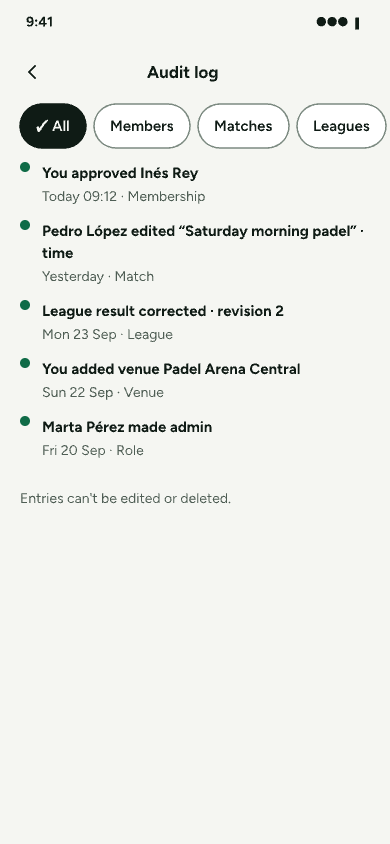 9:41
Audit log
✓ All
Members
Matches
Leagues
You approved Inés Rey
Today 09:12 · Membership
Pedro López edited “Saturday morning padel” ·
time
Yesterday · Match
League result corrected · revision 2
Mon 23 Sep · League
You added venue Padel Arena Central
Sun 22 Sep · Venue
Marta Pérez made admin
Fri 20 Sep · Role
Entries can't be edited or deleted.